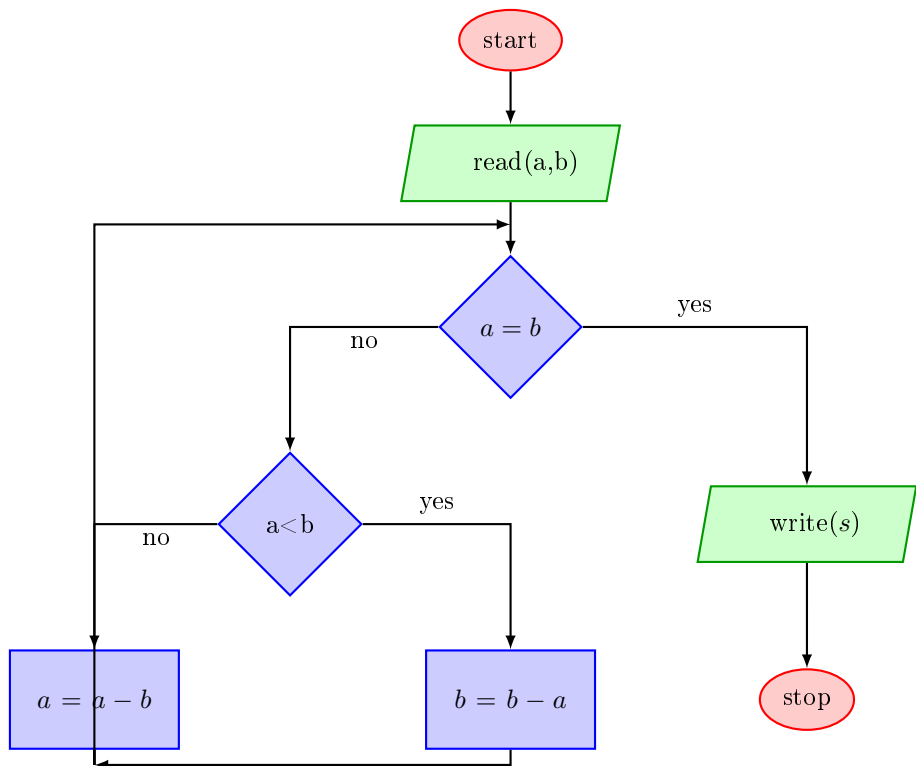 start
read(a,b)
a = b
yes
no
a<b
yes
no
write(s)
a = a − b
b = b − a
stop